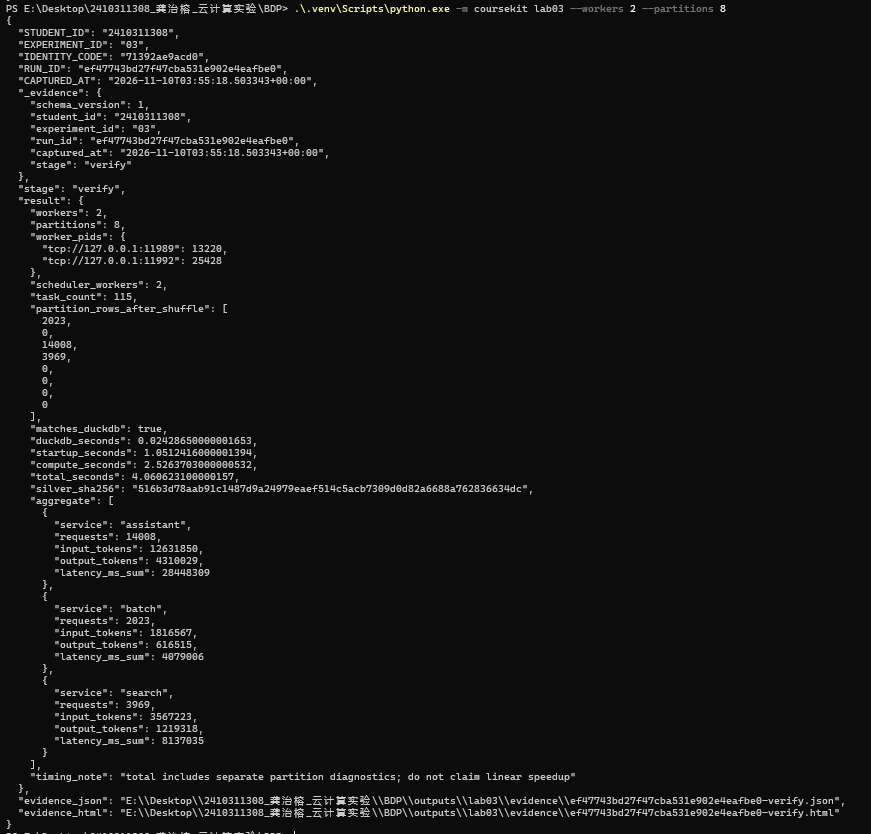 PS E:\Desktop\2410311308_龚治榕_云计算实验\BDP> .\.venv\Scripts\python.exe -m coursekit lab03 --workers 2 --partitions 8
{
  "STUDENT_ID": "2410311308",
  "EXPERIMENT_ID": "03",
  "IDENTITY_CODE": "71392ae9acd0",
  "RUN_ID": "ef47743bd27f47cba531e902e4eafbe0",
  "CAPTURED_AT": "2026-11-10T03:55:18.503343+00:00",
  "_evidence": {
    "schema_version": 1,
    "student_id": "2410311308",
    "experiment_id": "03",
    "run_id": "ef47743bd27f47cba531e902e4eafbe0",
    "captured_at": "2026-11-10T03:55:18.503343+00:00",
    "stage": "verify"
  },
  "stage": "verify",
  "result": {
    "workers": 2,
    "partitions": 8,
    "worker_pids": {
      "tcp://127.0.0.1:11989": 13220,
      "tcp://127.0.0.1:11992": 25428
    },
    "scheduler_workers": 2,
    "task_count": 115,
    "partition_rows_after_shuffle": [
      2023,
      0,
      14008,
      3969,
      0,
      0,
      0,
      0
    ],
    "matches_duckdb": true,
    "duckdb_seconds": 0.02428650000001653,
    "startup_seconds": 1.0512416000001394,
    "compute_seconds": 2.5263703000000532,
    "total_seconds": 4.060623100000157,
    "silver_sha256": "516b3d78aab91c1487d9a24979eaef514c5acb7309d0d82a6688a762836634dc",
    "aggregate": [
      {
        "service": "assistant",
        "requests": 14008,
        "input_tokens": 12631850,
        "output_tokens": 4310029,
        "latency_ms_sum": 28448309
      },
      {
        "service": "batch",
        "requests": 2023,
        "input_tokens": 1816567,
        "output_tokens": 616515,
        "latency_ms_sum": 4079006
      },
      {
        "service": "search",
        "requests": 3969,
        "input_tokens": 3567223,
        "output_tokens": 1219318,
        "latency_ms_sum": 8137035
      }
    ],
    "timing_note": "total includes separate partition diagnostics; do not claim linear speedup"
  },
  "evidence_json": "E:\\Desktop\\2410311308_龚治榕_云计算实验\\BDP\\outputs\\lab03\\evidence\\ef47743bd27f47cba531e902e4eafbe0-verify.json",
  "evidence_html": "E:\\Desktop\\2410311308_龚治榕_云计算实验\\BDP\\outputs\\lab03\\evidence\\ef47743bd27f47cba531e902e4eafbe0-verify.html"
}